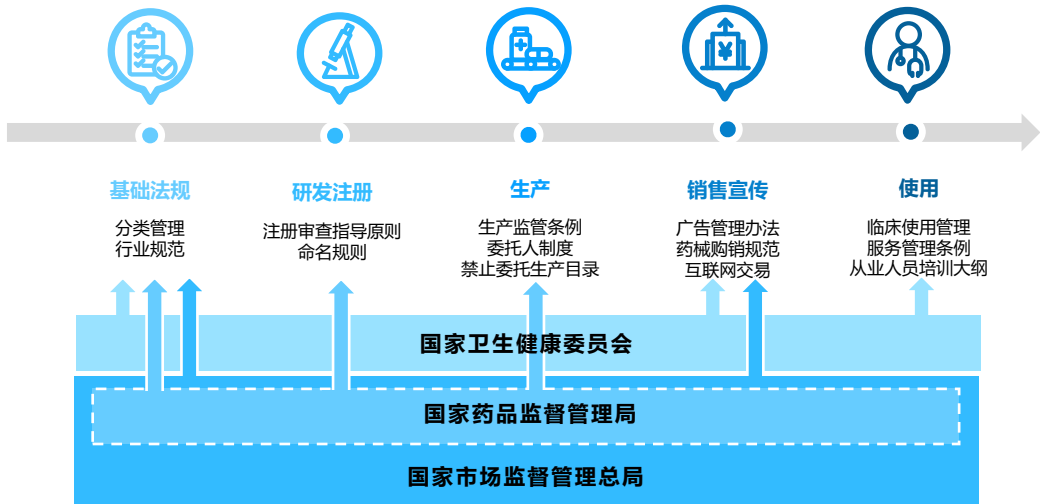 ¥
基础法规
注册审查指导原则
命名规则
研发注册
生产
销售宣传
使用
分类管理
行业规范
生产监管条例
委托人制度
禁止委托生产目录
广告管理办法
药械购销规范
互联网交易
临床使用管理
服务管理条例
从业人员培训大纲
国家卫生健康委员会
国家药品监督管理局
国家市场监督管理总局